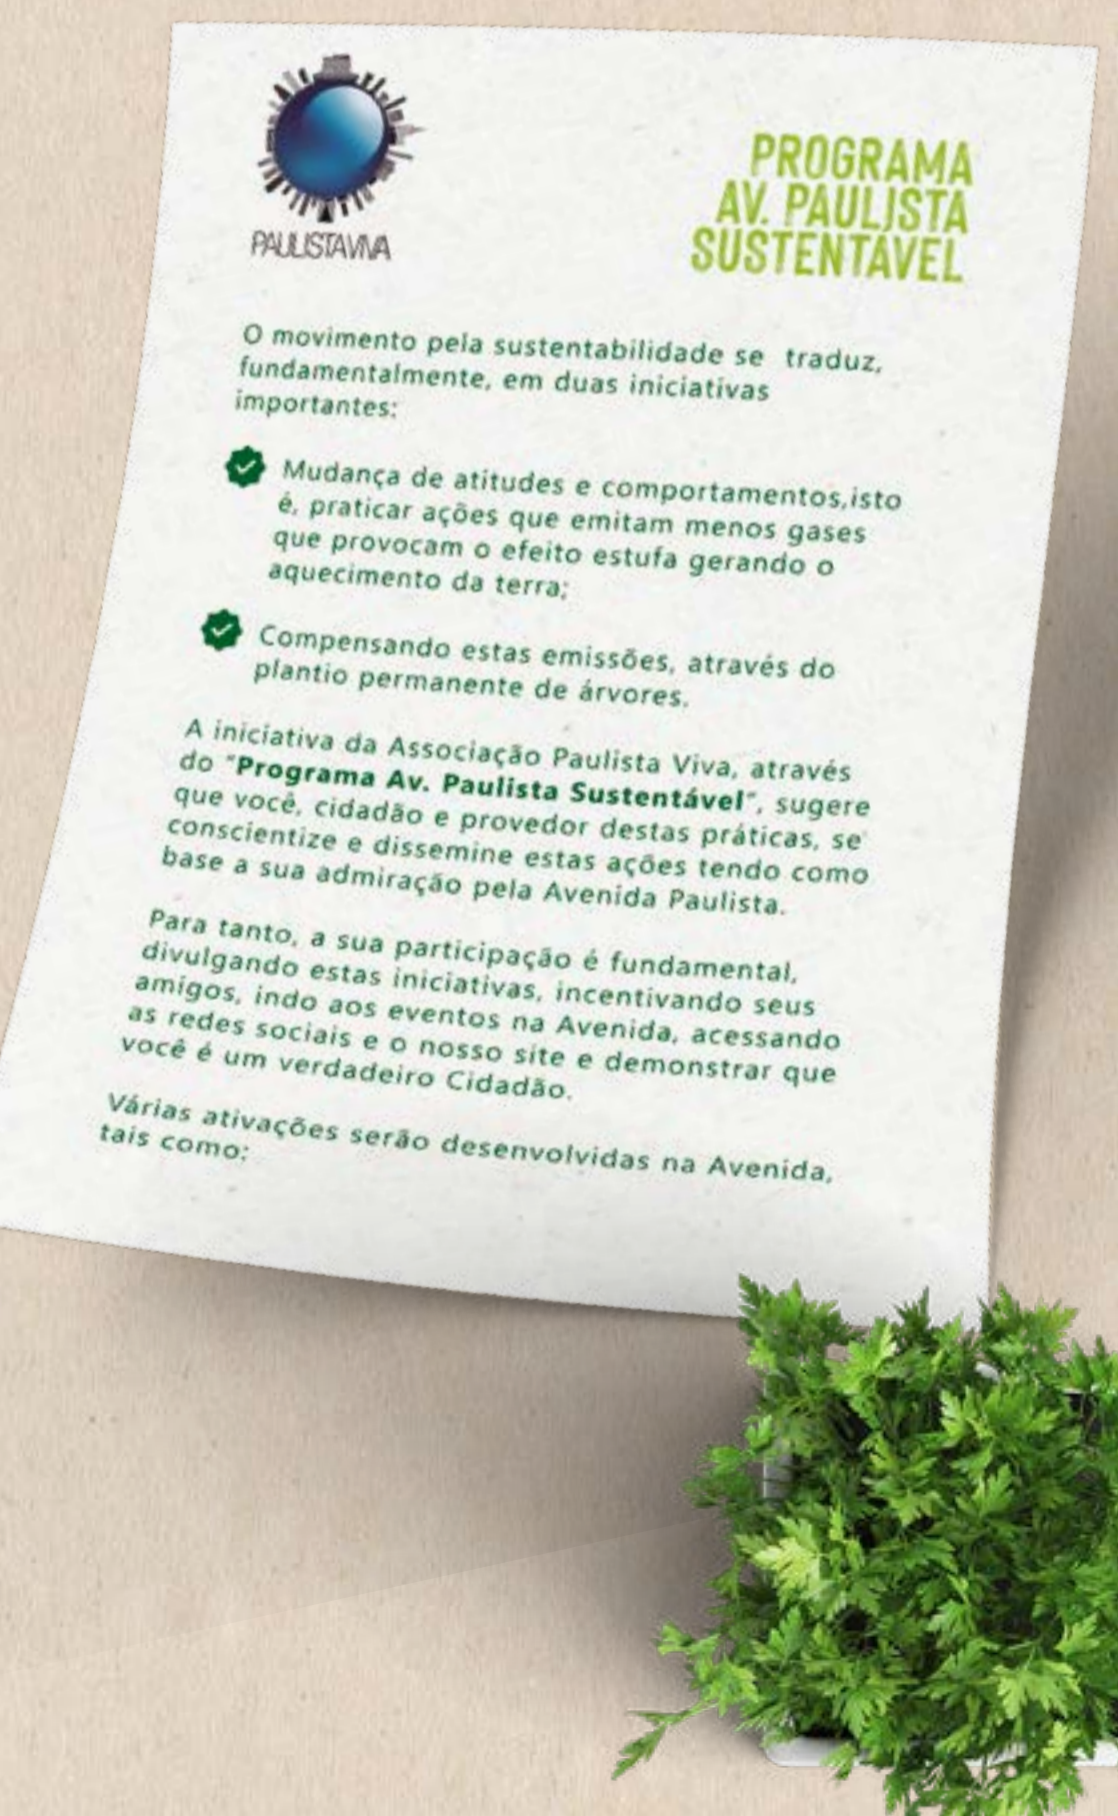 PAULISTAVIVA
PROGRAMA
AV. PAULISTA
SUSTENTÁVEL
O movimento pela sustentabilidade se traduz,
fundamentalmente, em duas iniciativas
importantes:
Mudança de atitudes e comportamentos,isto
é, praticar ações que emitam menos gases
que provocam o efeito estufa gerando o
aquecimento da terra;
Compensando estas emissões, através do
plantio permanente de árvores.
A iniciativa da Associação Paulista Viva, através
do "Programa Av. Paulista Sustentável", sugere
que você, cidadão e provedor destas práticas, se
conscientize e dissemine estas ações tendo como
base a sua admiração pela Avenida Paulista.
Para tanto, a sua participação é fundamental,
divulgando estas iniciativas, incentivando seus
amigos, indo aos eventos na Avenida, acessando
as redes sociais e o nosso site e demonstrar que
você é um verdadeiro Cidadão.
Várias ativações serão desenvolvidas na Avenida,
tais como: